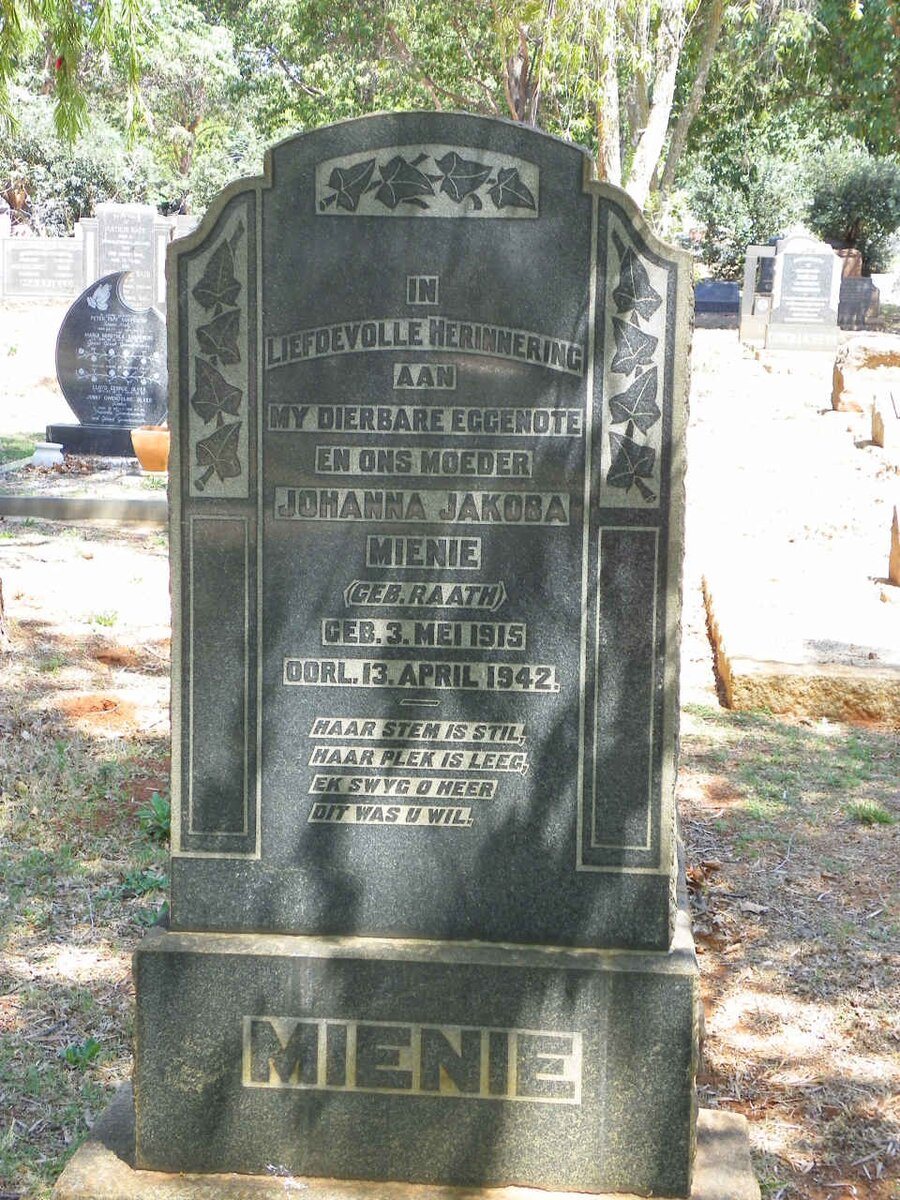 IN
LIEFDEVOLLE HERINNERING
AAN
MY DIERBARE EGGENOTE
EN ONS MOEDER
JOHANNA JAKOBA
MIENIE
(GEB. RAATH)
GEB. 3. MEI 1915
OORL. 13. APRIL 1942.
HAAR STEM IS STIL,
HAAR PLEK IS LEEG,
EK SWYG O HEER
DIT WAS U WIL,
MIENIE